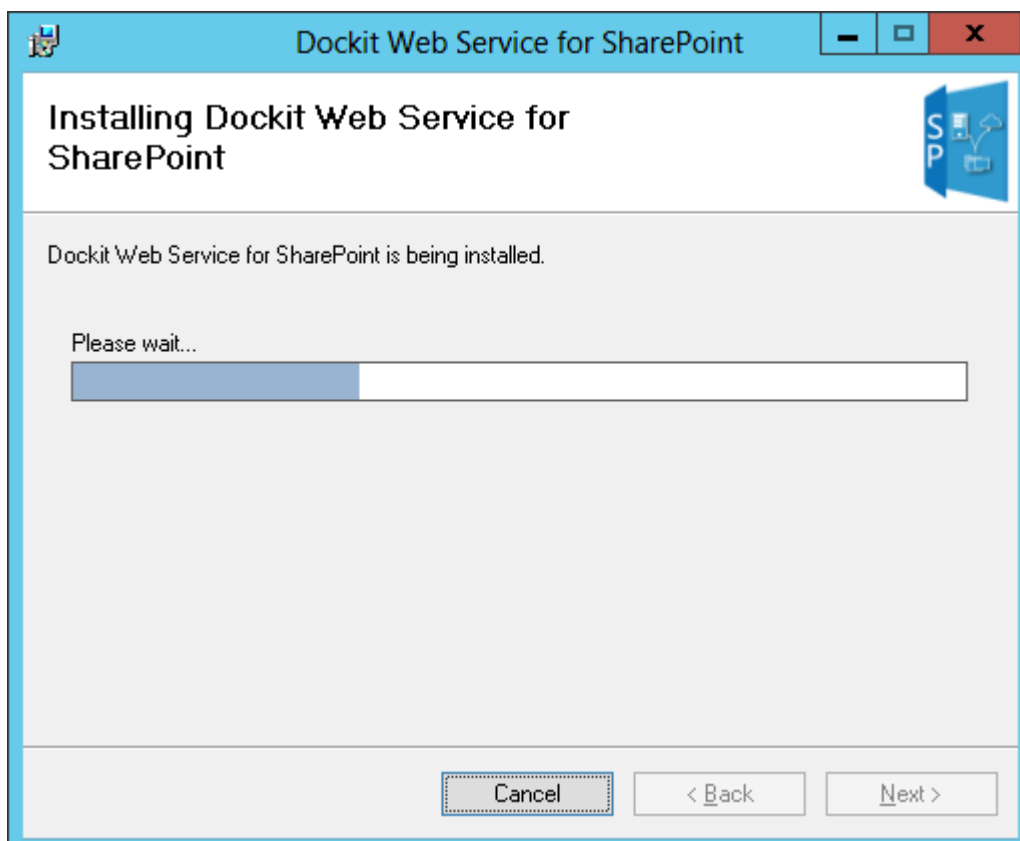 Dockit Web Service for SharePoint
Installing Dockit Web Service for
SharePoint
S
P
Dockit Web Service for SharePoint is being installed.
Please wait...
Cancel
< Back
Next >